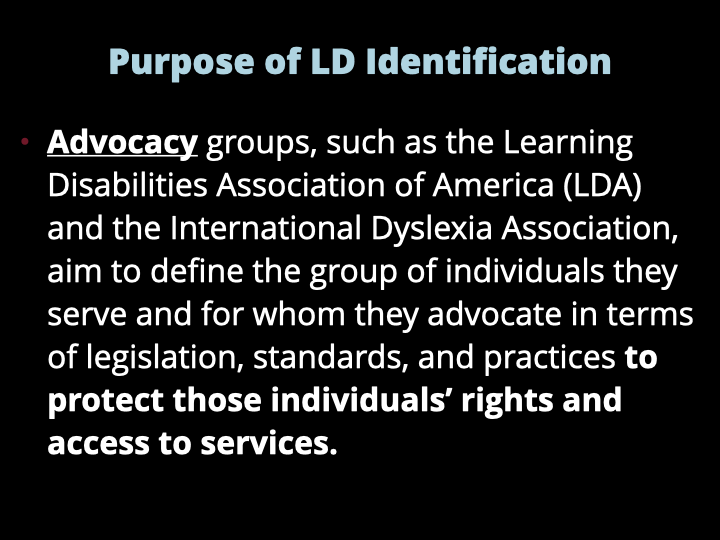 Purpose of LD Identification
• Advocacy groups, such as the Learning
Disabilities Association of America (LDA)
and the International Dyslexia Association,
aim to define the group of individuals they
serve and for whom they advocate in terms
of legislation, standards, and practices to
protect those individuals’ rights and
access to services.